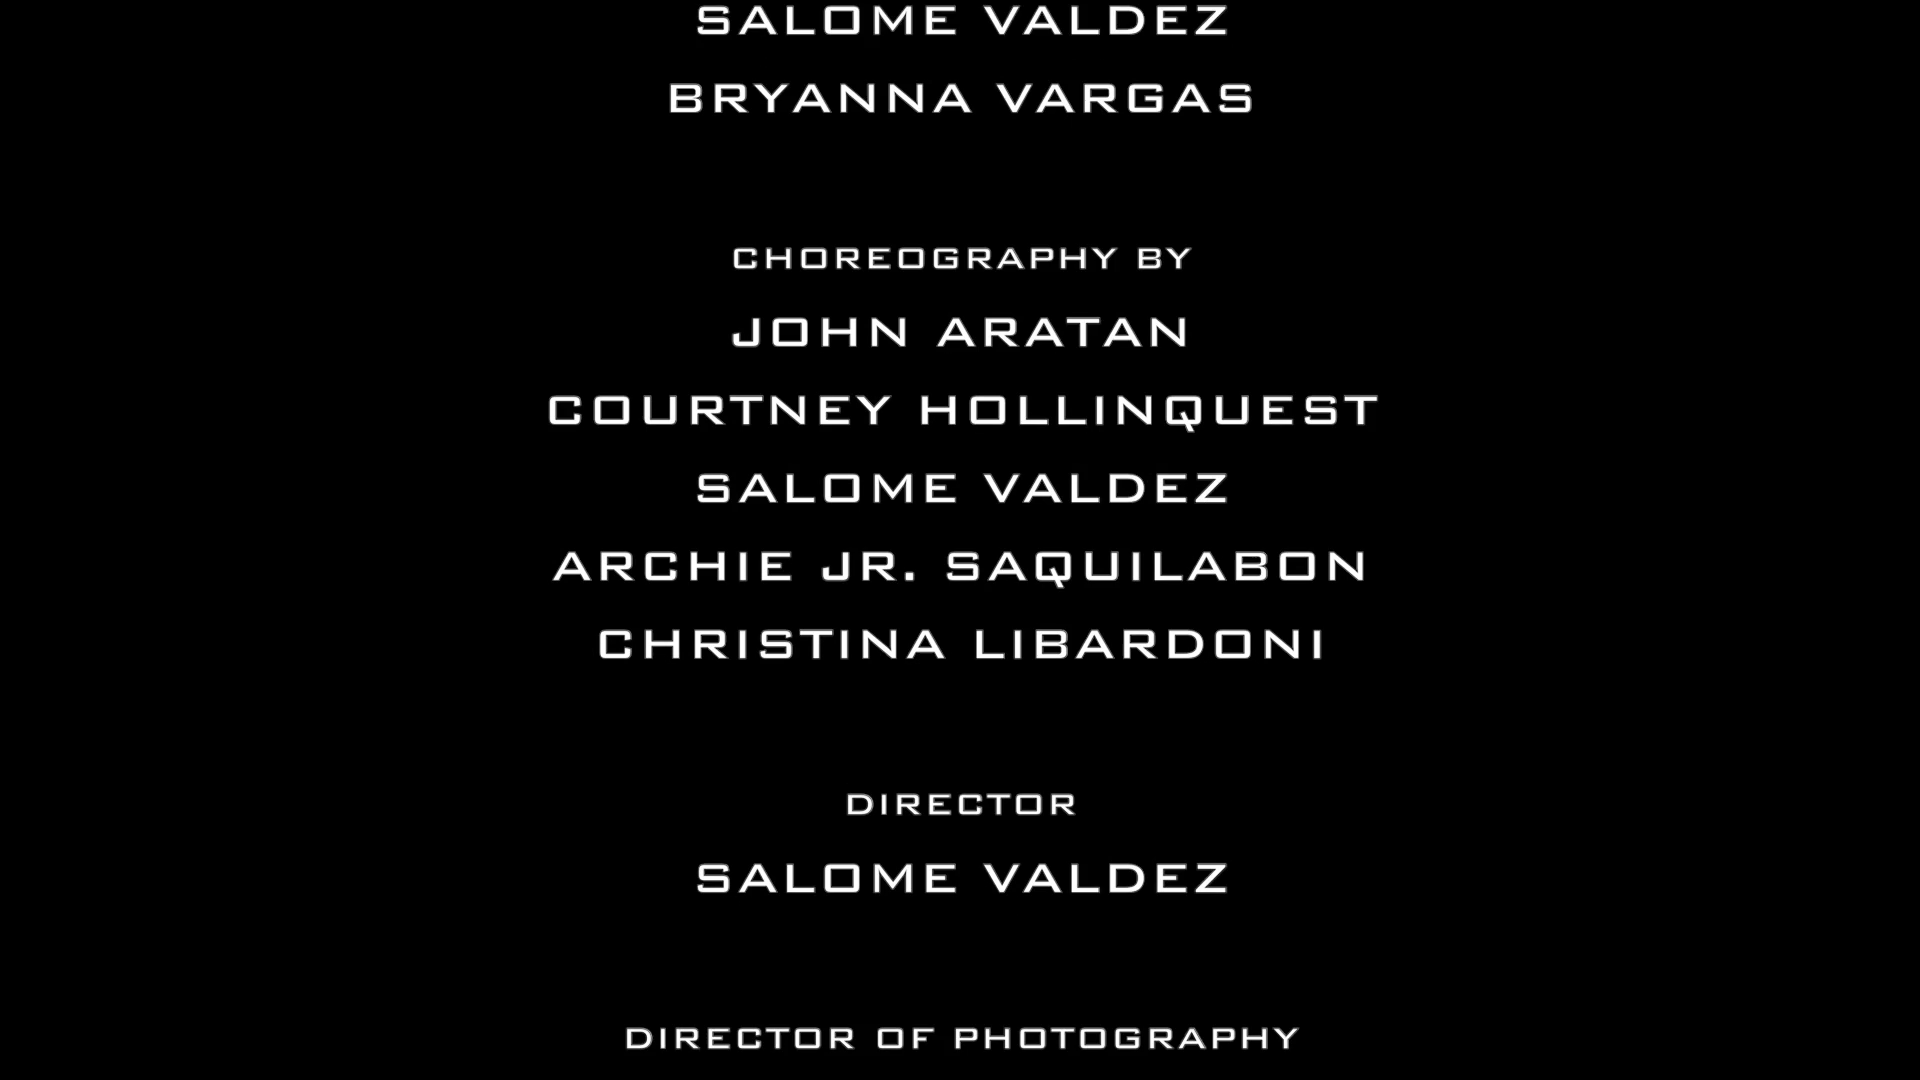 SALOME VALDEZ
BRYANNA VARGAS
CHOREOGRAPHY BY
JOHN ARATAN
COURTNEY HOLLINQUEST
SALOME VALDEZ
ARCHIE JR. SAQUILABON
CHRISTINA LIBARDONI
DIRECTOR
SALOME VALDEZ
DIRECTOR OF PHOTOGRAPHY